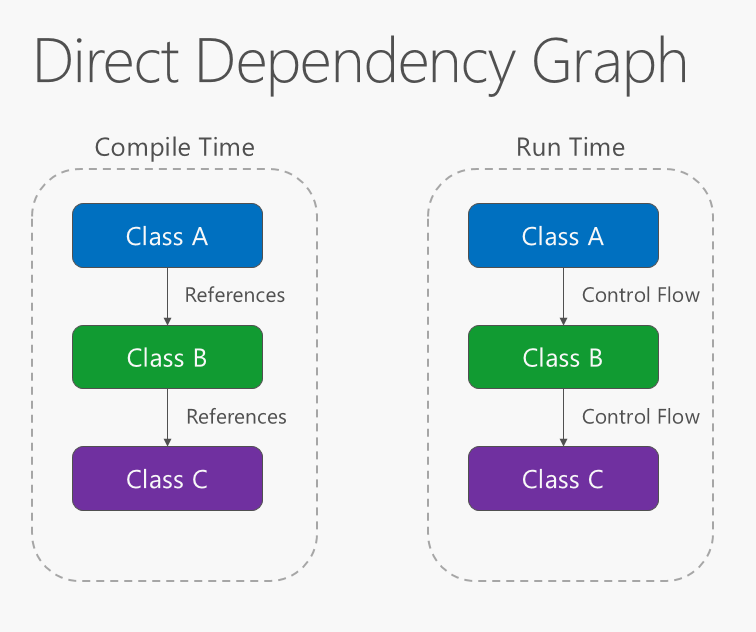 Direct Dependency Graph
Compile Time
Class A
References
Class B
References
Class C
Run Time
Class A
Control Flow
Class B
Control Flow
Class C